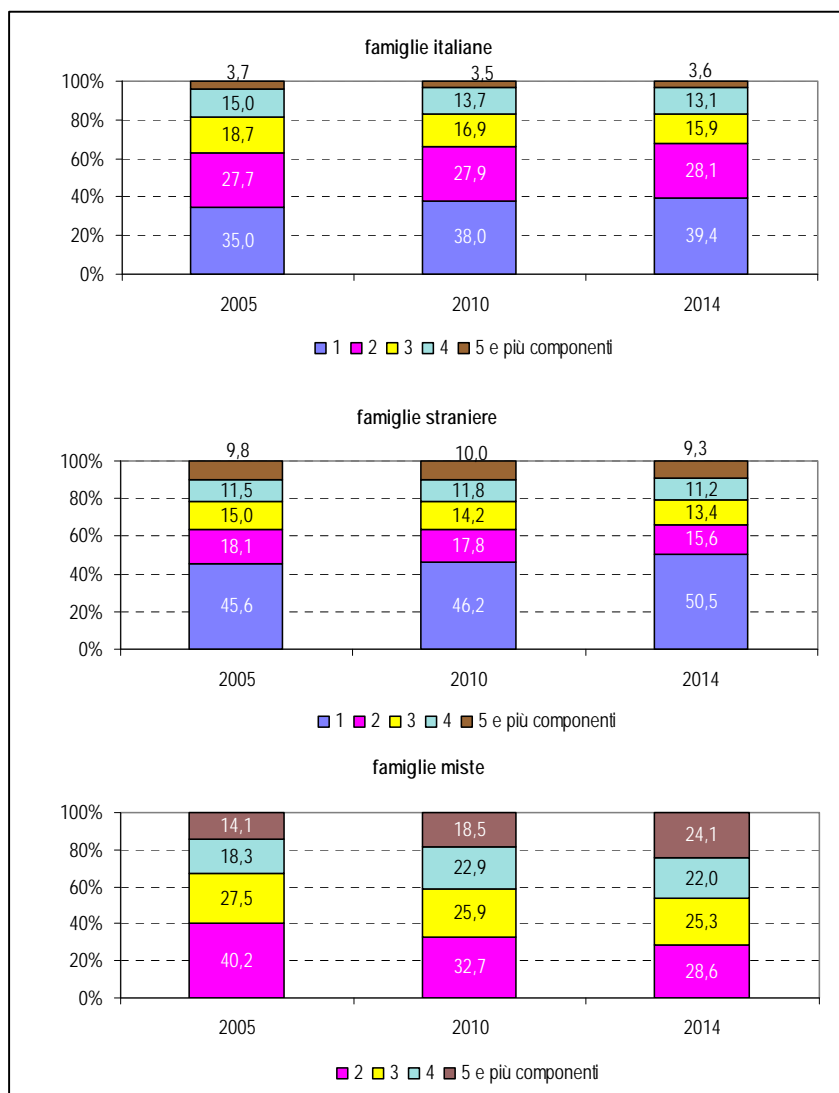 famiglie italiane
3,7 3,5 3,6
100%
15,0 13,7 13,1
80%
18,7 16,9 15,9
60%
27,7 27,9 28,1
40%
35,0 38,0 39,4
20%
0%
2005 2010 2014
1 2 3 4 5 e più componenti
famiglie straniere
9,8 10,0 9,3
100%
11,5 11,8 11,2
80%
15,0 14,2 13,4
60%
18,1 17,8 15,6
40%
45,6 46,2 50,5
20%
0%
2005 2010 2014
1 2 3 4 5 e più componenti
famiglie miste
100%
14,1 18,5 24,1
80%
18,3 22,9 22,0
60%
27,5 25,9 25,3
40%
40,2 32,7 28,6
20%
0%
2005 2010 2014
2 3 4 5 e più componenti